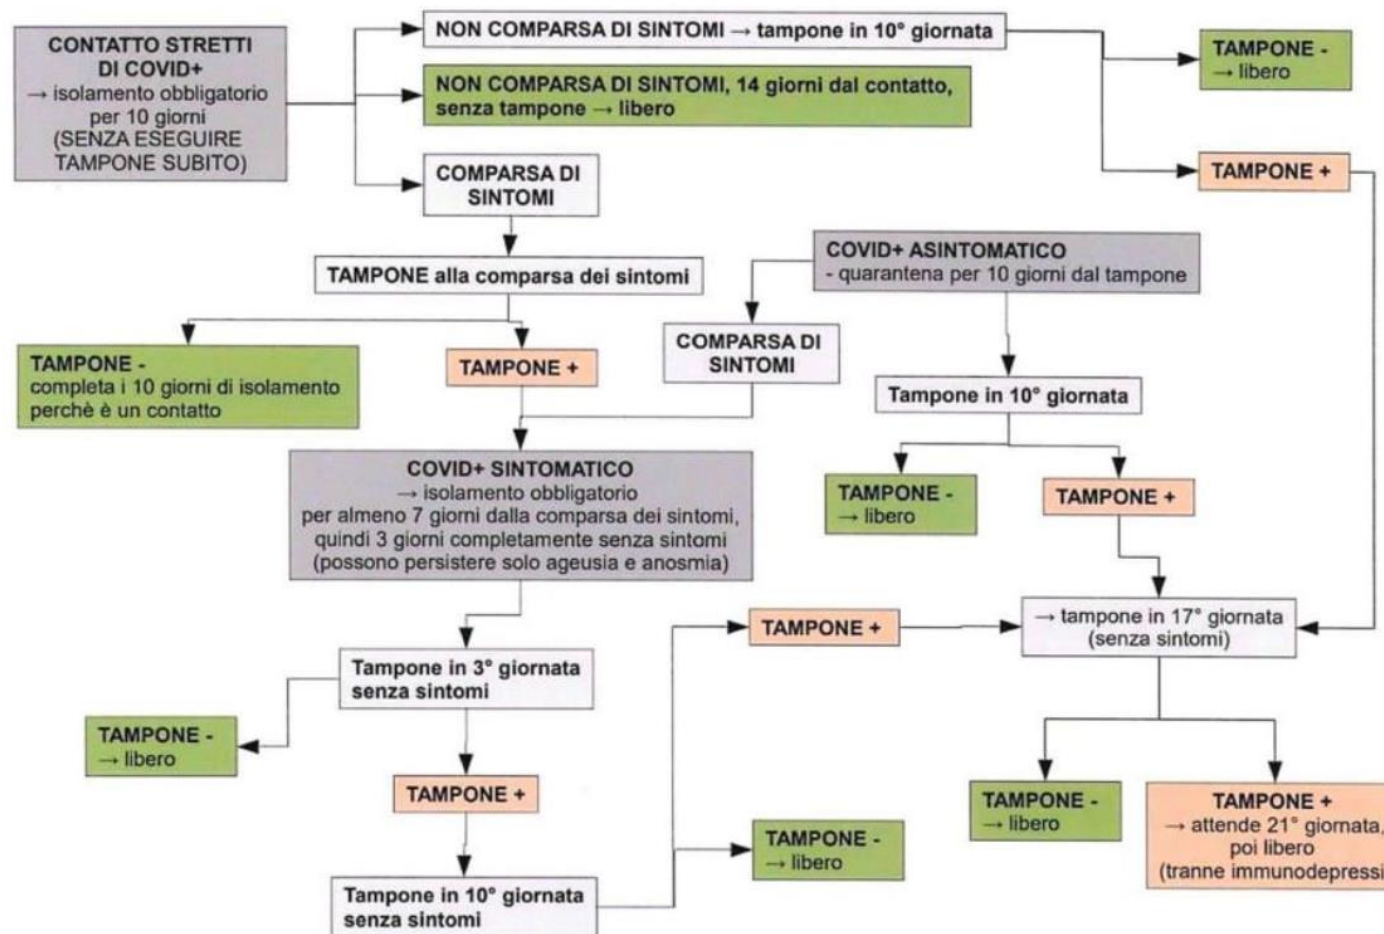 CONTATTO STRETTI
DI COVID+
→ isolamento obbligatorio
per 10 giorni
(SENZA ESEGUIRE
TAMPONE SUBITO)
NON COMPARSA DI SINTOMI → tampone in 10° giornata
TAMPONE -
→ libero
NON COMPARSA DI SINTOMI, 14 giorni dal contatto,
senza tampone → libero
COMPARSA DI
SINTOMI
TAMPONE +
TAMPONE alla comparsa dei sintomi
COVID+ ASINTOMATICO
- quarantena per 10 giorni dal tampone
TAMPONE -
completa i 10 giorni di isolamento
perchè è un contatto
TAMPONE +
COMPARSA DI
SINTOMI
Tampone in 10° giornata
COVID+ SINTOMATICO
→ isolamento obbligatorio
per almeno 7 giorni dalla comparsa dei sintomi,
quindi 3 giorni completamente senza sintomi
(possono persistere solo ageusia e anosmia)
TAMPONE -
→ libero
TAMPONE +
TAMPONE +
→ tampone in 17° giornata
(senza sintomi)
Tampone in 3° giornata
senza sintomi
TAMPONE -
→ libero
TAMPONE +
TAMPONE -
→ libero
TAMPONE +
→ attende 21° giornata,
poi libero
(tranne immunodepressi
TAMPONE -
→ libero
Tampone in 10° giornata
senza sintomi